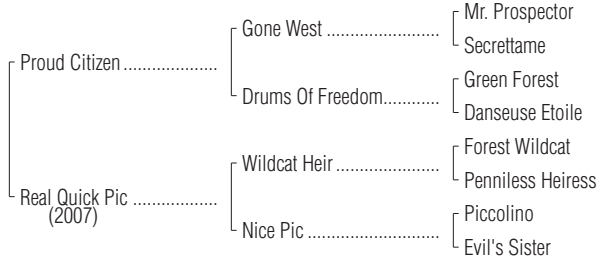 Mr. Prospector
Gone West ......................
Secrettame
Proud Citizen ...................
Green Forest
Drums Of Freedom...........
Danseuse Etoile
Forest Wildcat
Wildcat Heir ....................
Penniless Heiress
Real Quick Pic .................
(2007)
Piccolino
Nice Pic ..........................
Evil's Sister